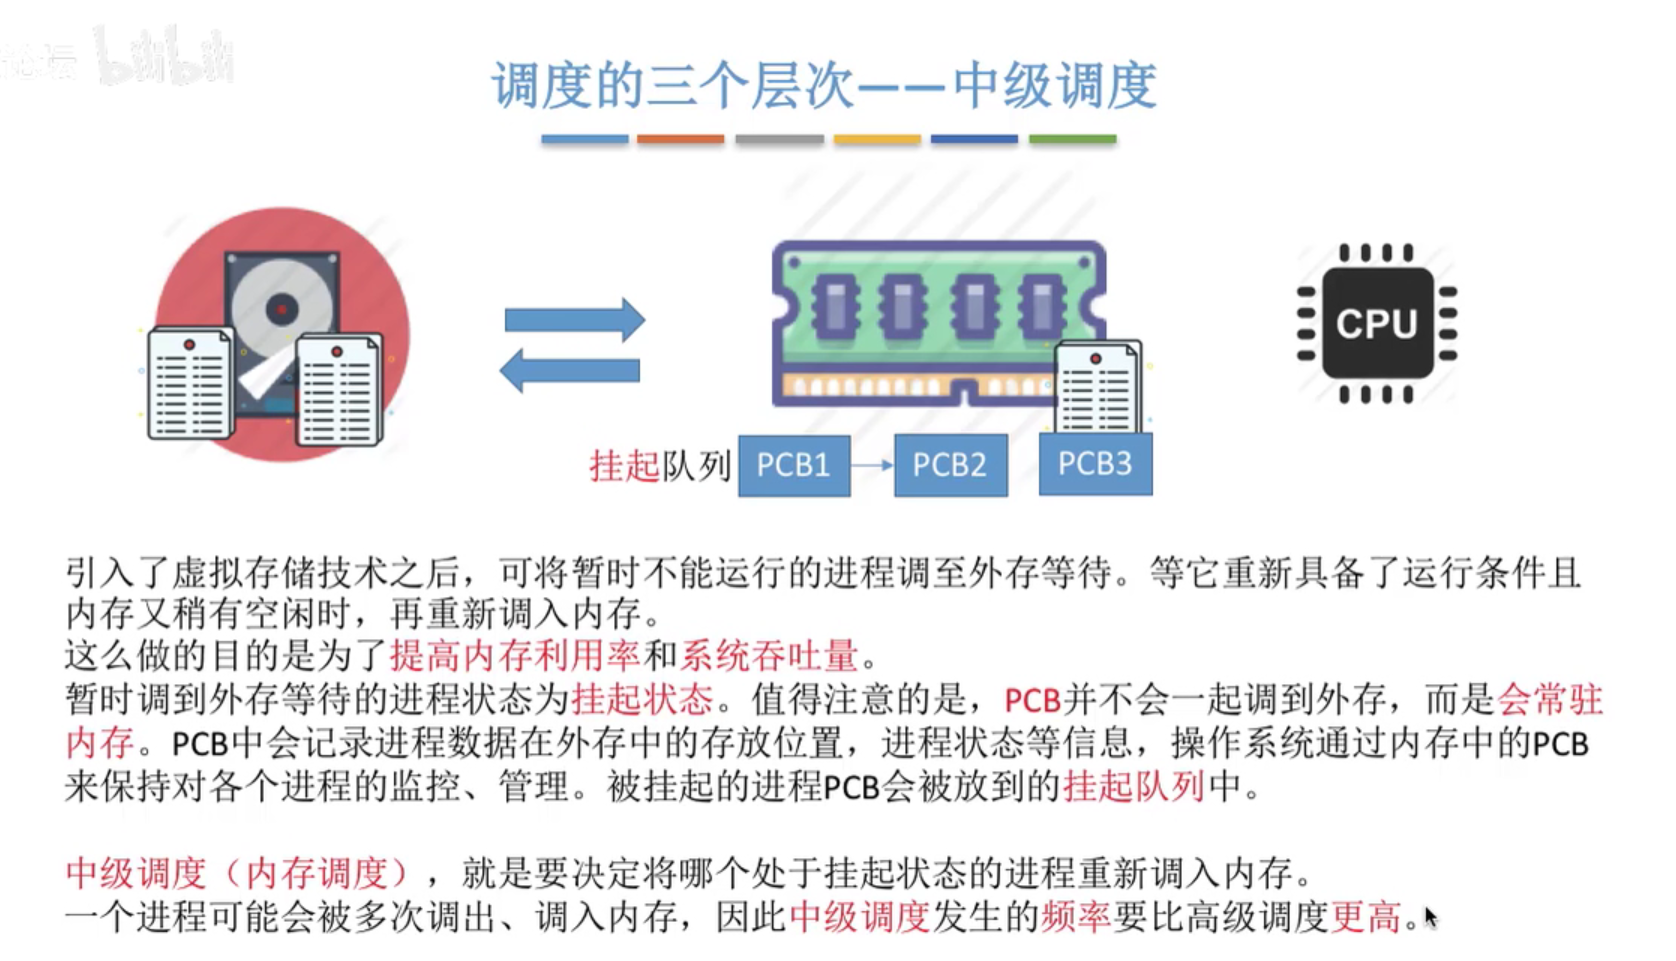 论坛 bilibili
调度的三个层次——中级调度
CPU
挂起队列 PCB1 PCB2 PCB3
引入了虚拟存储技术之后，可将暂时不能运行的进程调至外存等待。等它重新具备了运行条件且
内存又稍有空闲时，再重新调入内存。
这么做的目的是为了提高内存利用率和系统吞吐量。
暂时调到外存等待的进程状态为挂起状态。值得注意的是，PCB并不会一起调到外存，而是会常驻
内存。PCB中会记录进程数据在外存中的存放位置，进程状态等信息，操作系统通过内存中的PCB
来保持对各个进程的监控、管理。被挂起的进程PCB会被放到的挂起队列中。
中级调度（内存调度），就是要决定将哪个处于挂起状态的进程重新调入内存。
一个进程可能会被多次调出、调入内存，因此中级调度发生的频率要比高级调度更高。